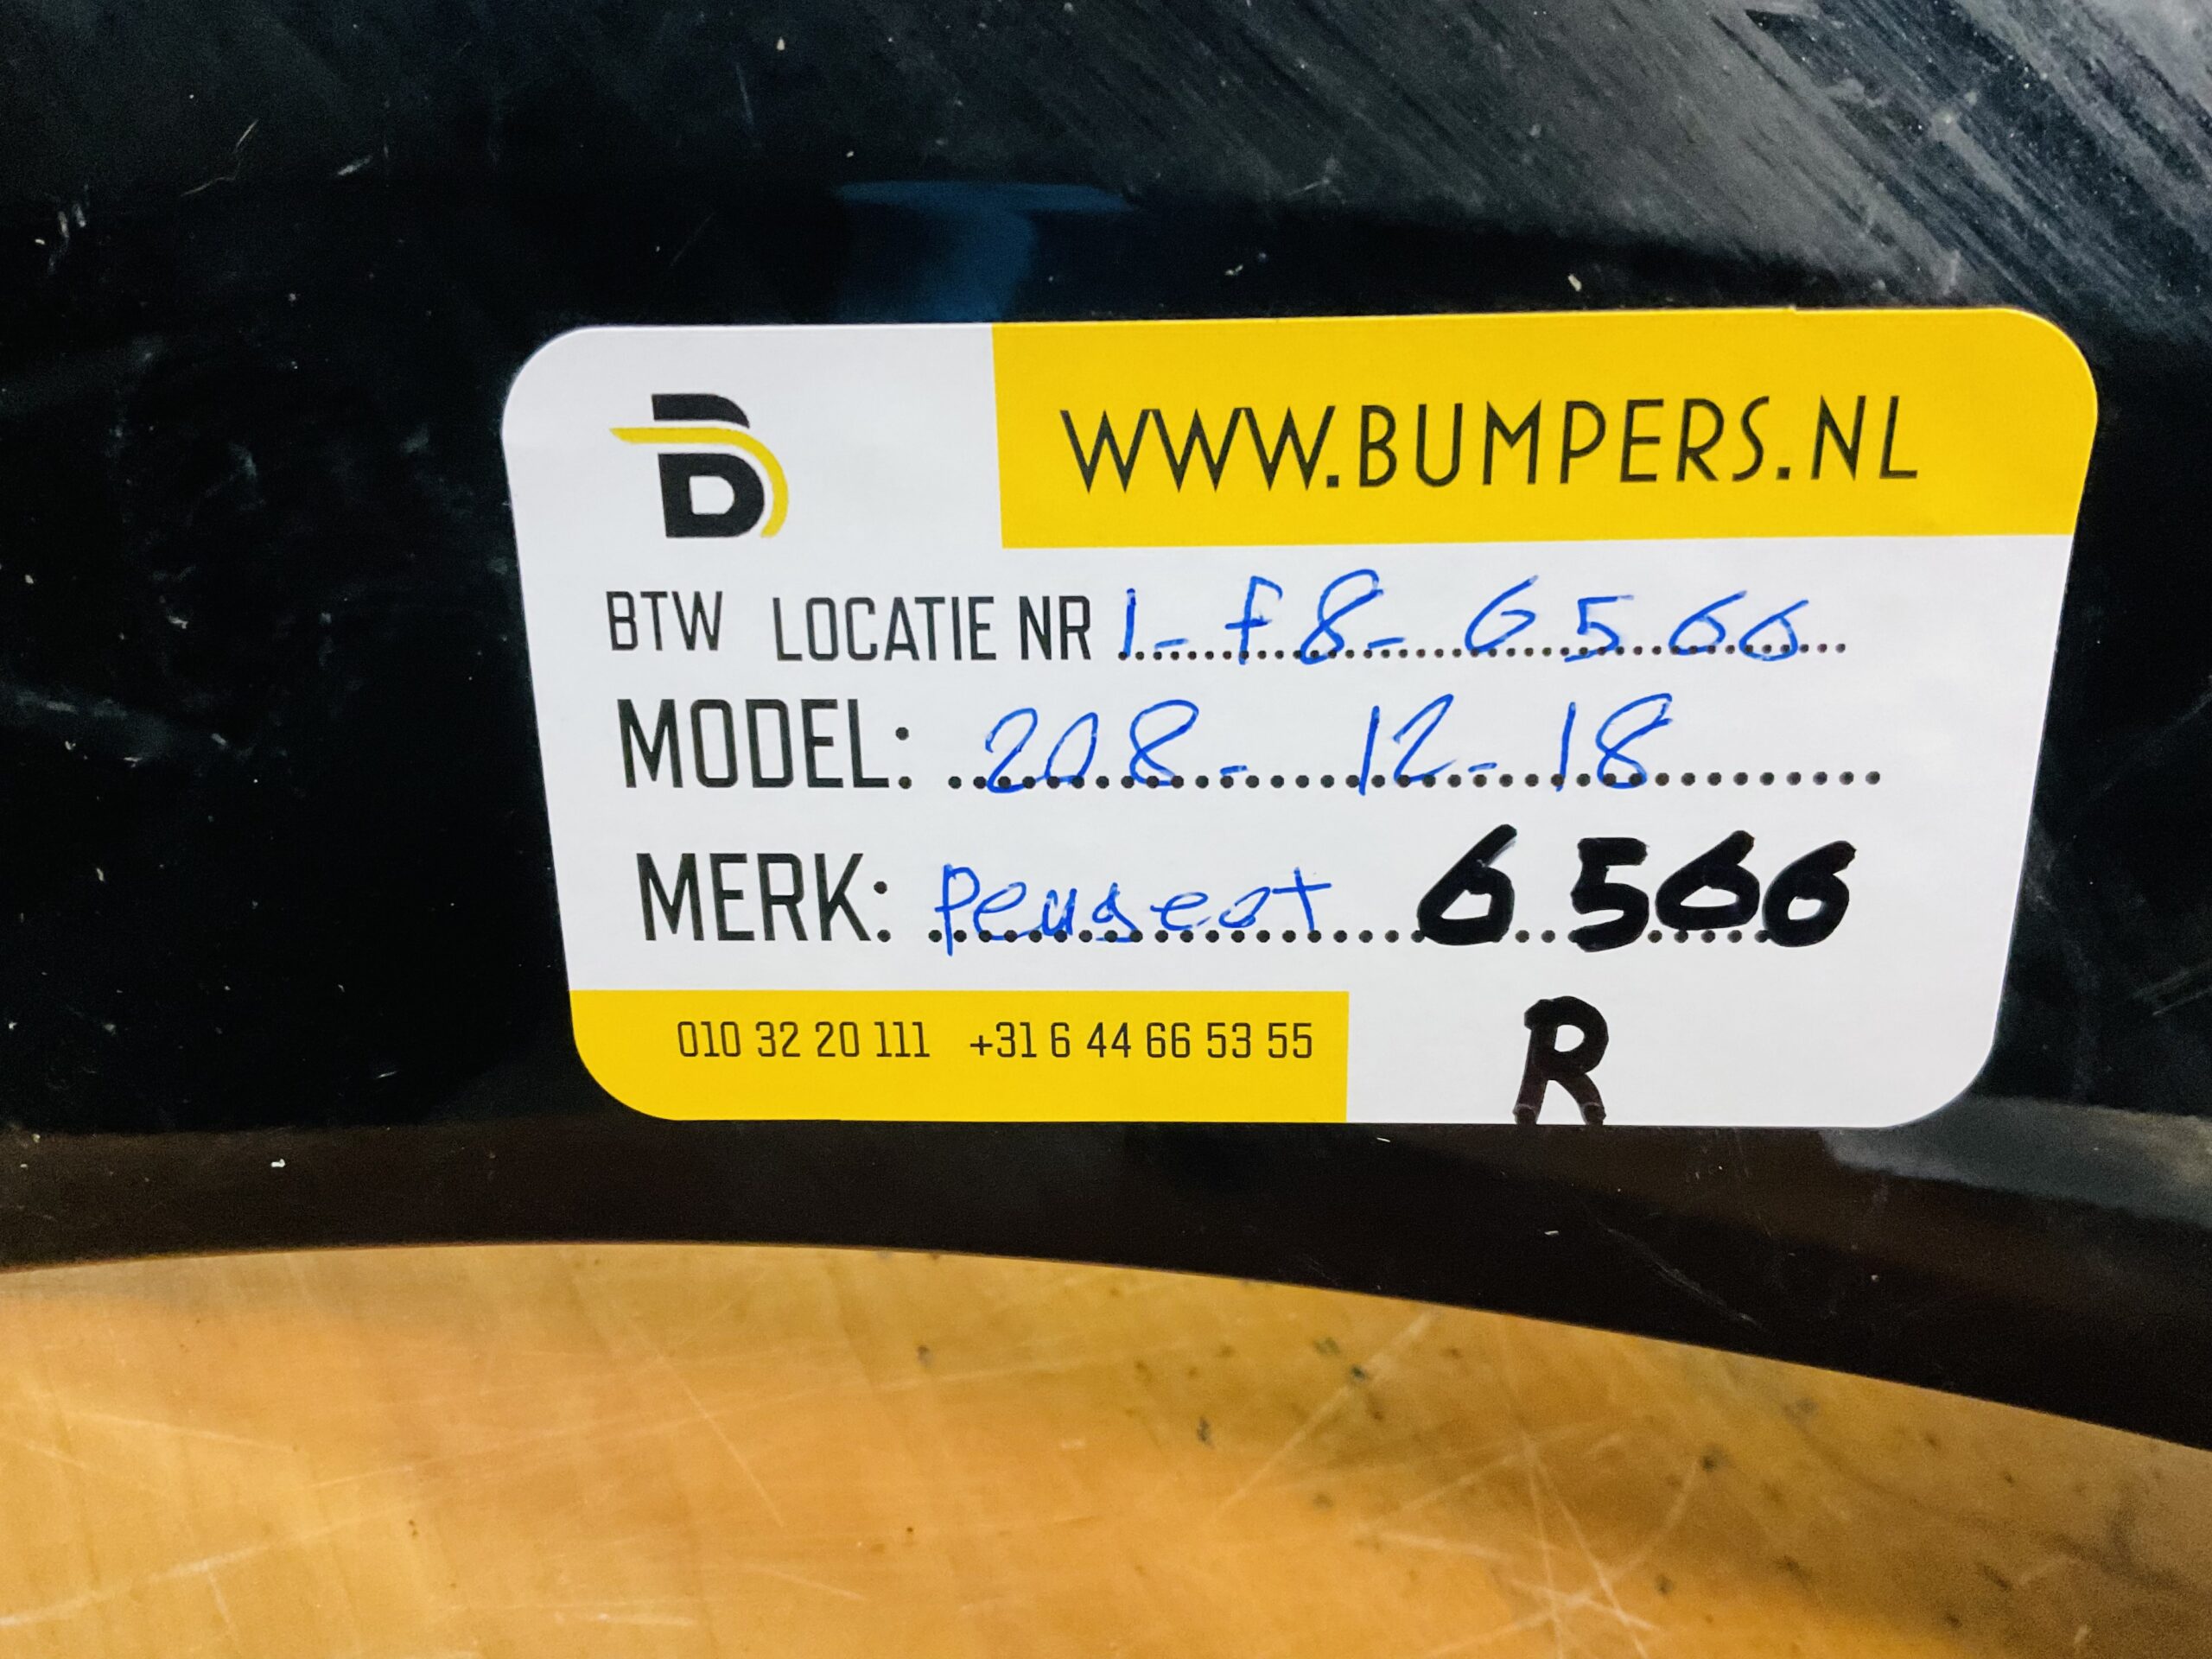 WWW.BUMPERS.NL
BTW LOCATIE NR 1-f8-6566
MODEL: 208-12-18
MERK: Peugeot 6566
010 32 20 111 +31 6 44 66 53 55
R